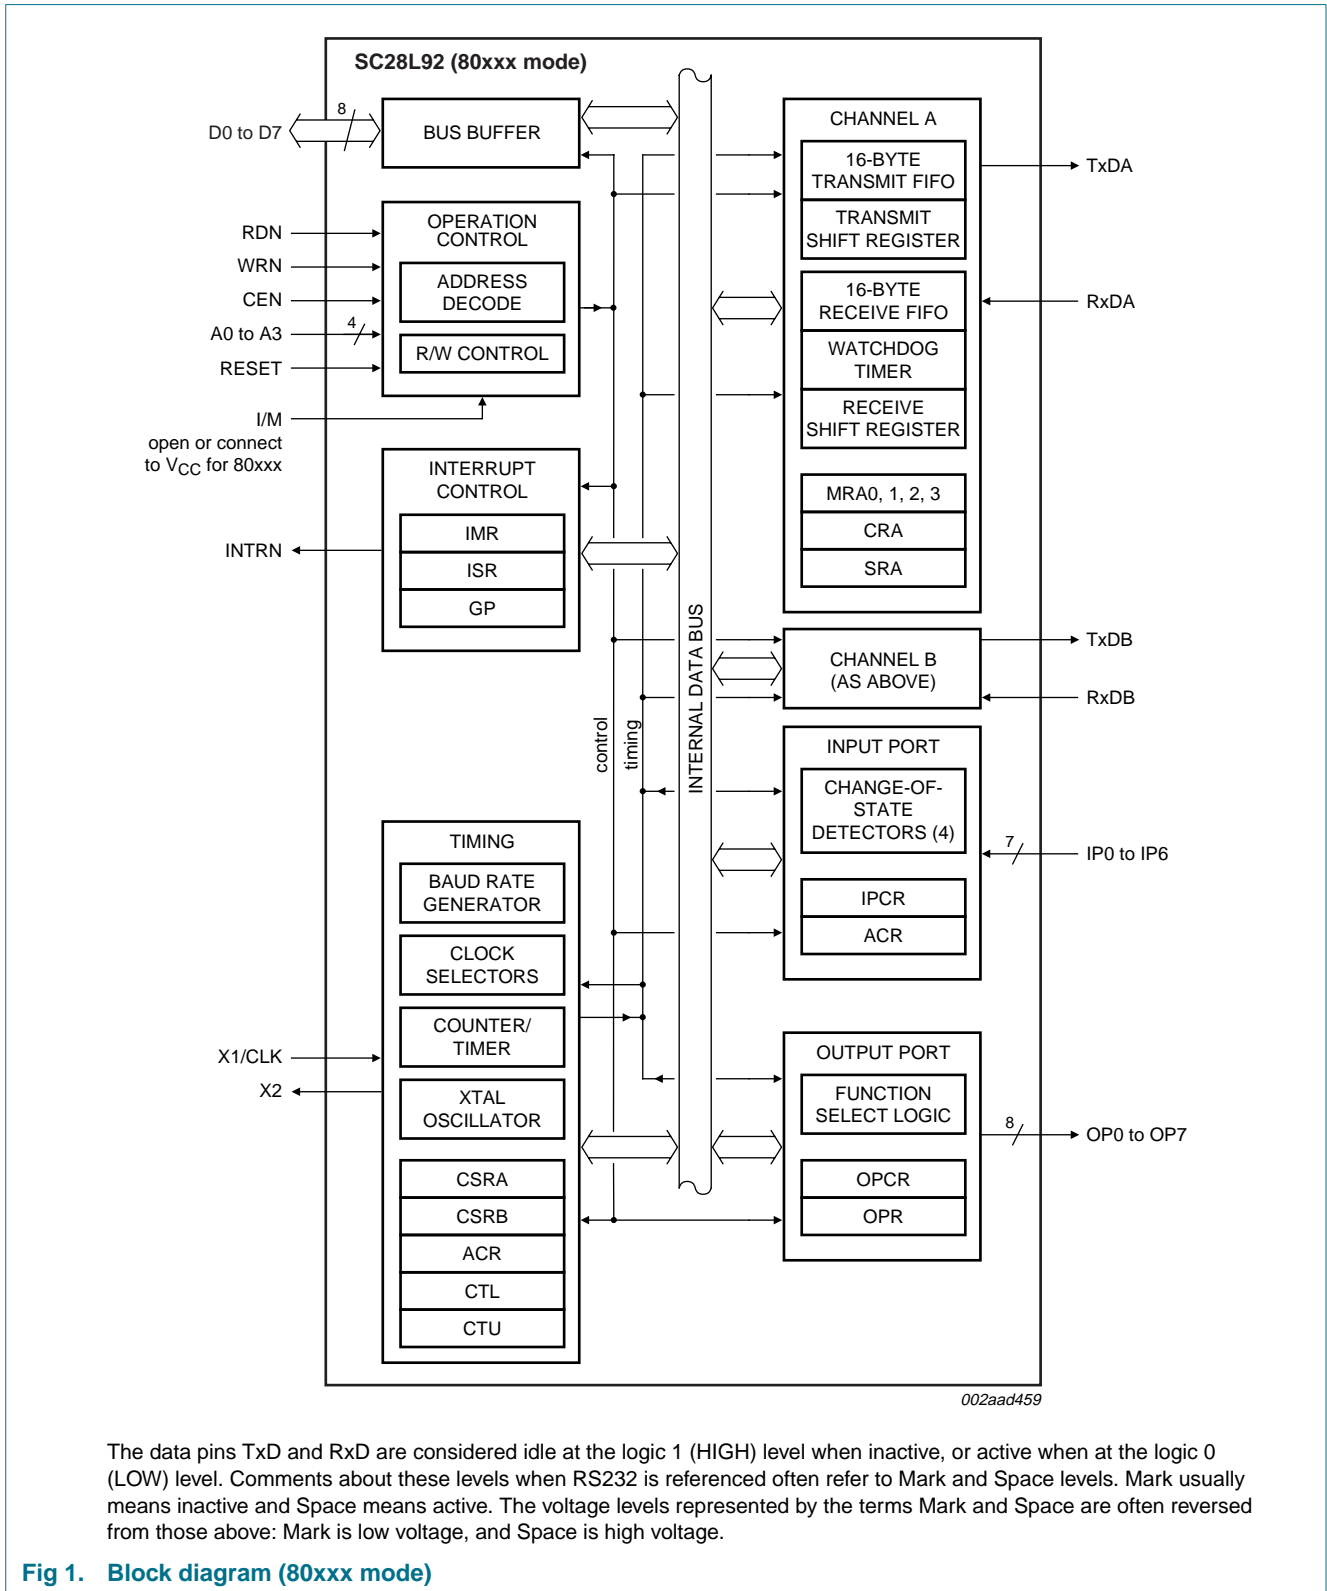 SC28L92 (80xxx mode)
D0 to D7
8
BUS BUFFER
RDN
WRN
CEN
A0 to A3
4
RESET
OPERATION
CONTROL
ADDRESS
DECODE
R/W CONTROL
I/M
open or connect
to VCC for 80xxx
INTERRUPT
CONTROL
IMR
ISR
GP
INTRN
control
timing
INTERNAL DATA BUS
TIMING
BAUD RATE
GENERATOR
CLOCK
SELECTORS
COUNTER/
TIMER
XTAL
OSCILLATOR
CSRA
CSRB
ACR
CTL
CTU
X1/CLK
X2
CHANNEL A
16-BYTE
TRANSMIT FIFO
TRANSMIT
SHIFT REGISTER
16-BYTE
RECEIVE FIFO
WATCHDOG
TIMER
RECEIVE
SHIFT REGISTER
MRA0, 1, 2, 3
CRA
SRA
TxDA
RxDA
CHANNEL B
(AS ABOVE)
TxDB
RxDB
INPUT PORT
CHANGE-OF-
STATE
DETECTORS (4)
IPCR
ACR
7
IP0 to IP6
OUTPUT PORT
FUNCTION
SELECT LOGIC
OPCR
OPR
8
OP0 to OP7
002aad459
The data pins TxD and RxD are considered idle at the logic 1 (HIGH) level when inactive, or active when at the logic 0
(LOW) level. Comments about these levels when RS232 is referenced often refer to Mark and Space levels. Mark usually
means inactive and Space means active. The voltage levels represented by the terms Mark and Space are often reversed
from those above: Mark is low voltage, and Space is high voltage.
Fig 1. Block diagram (80xxx mode)